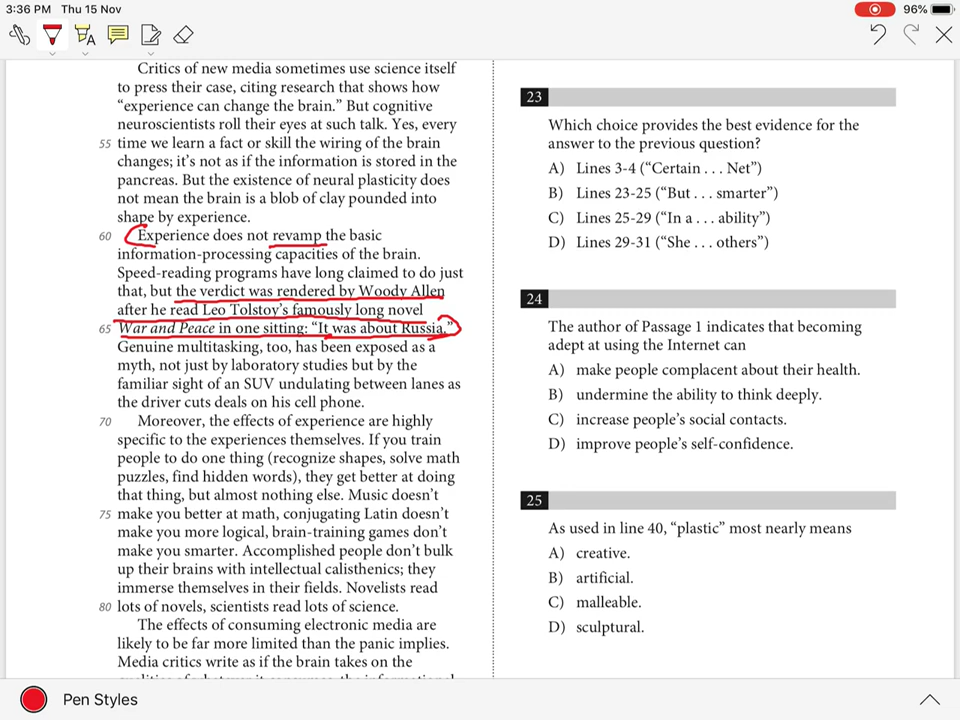 3:36 PM Thu 15 Nov
96%
Critics of new media sometimes use science itself
to press their case, citing research that shows how
“experience can change the brain.” But cognitive
neuroscientists roll their eyes at such talk. Yes, every
55 time we learn a fact or skill the wiring of the brain
changes; it’s not as if the information is stored in the
pancreas. But the existence of neural plasticity does
not mean the brain is a blob of clay pounded into
shape by experience.
60 Experience does not revamp the basic
information-processing capacities of the brain.
Speed-reading programs have long claimed to do just
that, but the verdict was rendered by Woody Allen
after he read Leo Tolstoy’s famously long novel
65 War and Peace in one sitting: “It was about Russia.”
Genuine multitasking, too, has been exposed as a
myth, not just by laboratory studies but by the
familiar sight of an SUV undulating between lanes as
the driver cuts deals on his cell phone.
70 Moreover, the effects of experience are highly
specific to the experiences themselves. If you train
people to do one thing (recognize shapes, solve math
puzzles, find hidden words), they get better at doing
that thing, but almost nothing else. Music doesn’t
75 make you better at math, conjugating Latin doesn’t
make you more logical, brain-training games don’t
make you smarter. Accomplished people don’t bulk
up their brains with intellectual calisthenics; they
immerse themselves in their fields. Novelists read
80 lots of novels, scientists read lots of science.
The effects of consuming electronic media are
likely to be far more limited than the panic implies.
Media critics write as if the brain takes on the
23
Which choice provides the best evidence for the
answer to the previous question?
A) Lines 3-4 (“Certain . . . Net”)
B) Lines 23-25 (“But . . . smarter”)
C) Lines 25-29 (“In a . . . ability”)
D) Lines 29-31 (“She . . . others”)
24
The author of Passage 1 indicates that becoming
adept at using the Internet can
A) make people complacent about their health.
B) undermine the ability to think deeply.
C) increase people’s social contacts.
D) improve people’s self-confidence.
25
As used in line 40, “plastic” most nearly means
A) creative.
B) artificial.
C) malleable.
D) sculptural.
Pen Styles